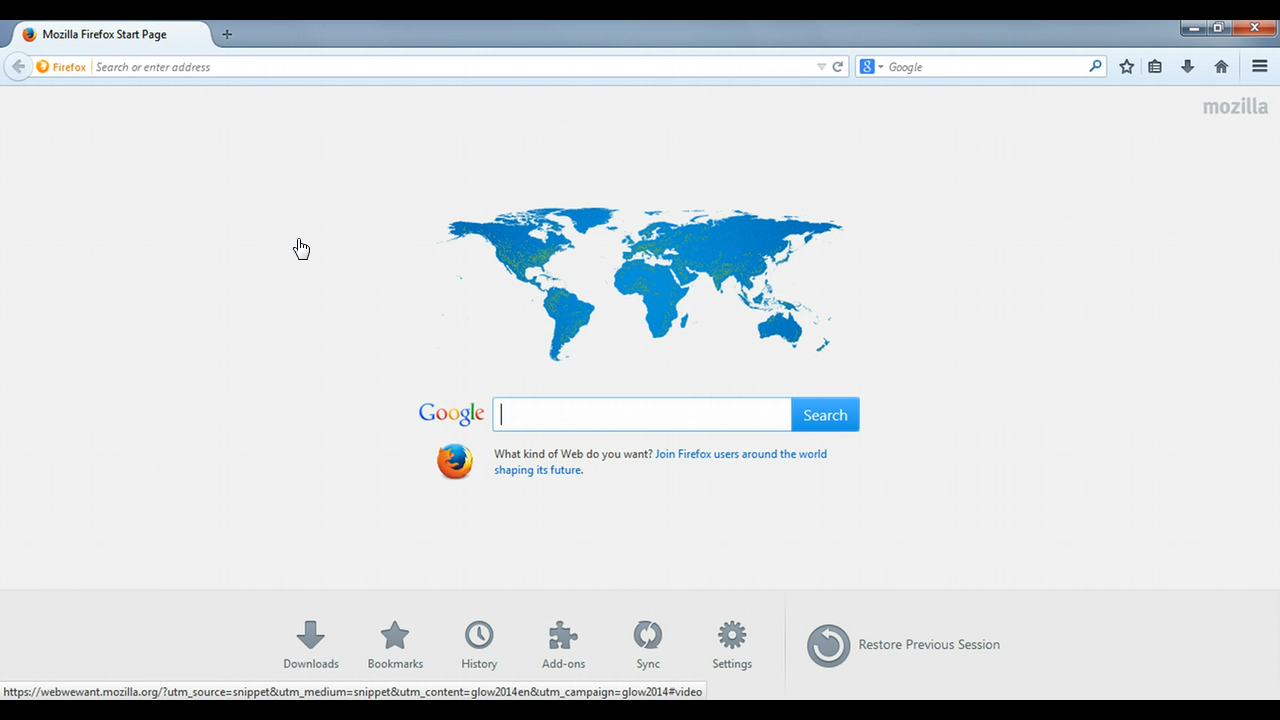 Mozilla Firefox Start Page
Firefox Search or enter address
8 Google
mozilla
Google
Search
What kind of Web do you want? Join Firefox users around the world
shaping its future.
Downloads
Bookmarks
History
Add-ons
Sync
Settings
Restore Previous Session
https://webwewant.mozilla.org/?utm_source=snippet&utm_medium=snippet&utm_content=glow2014en&utm_campaign=glow2014#video